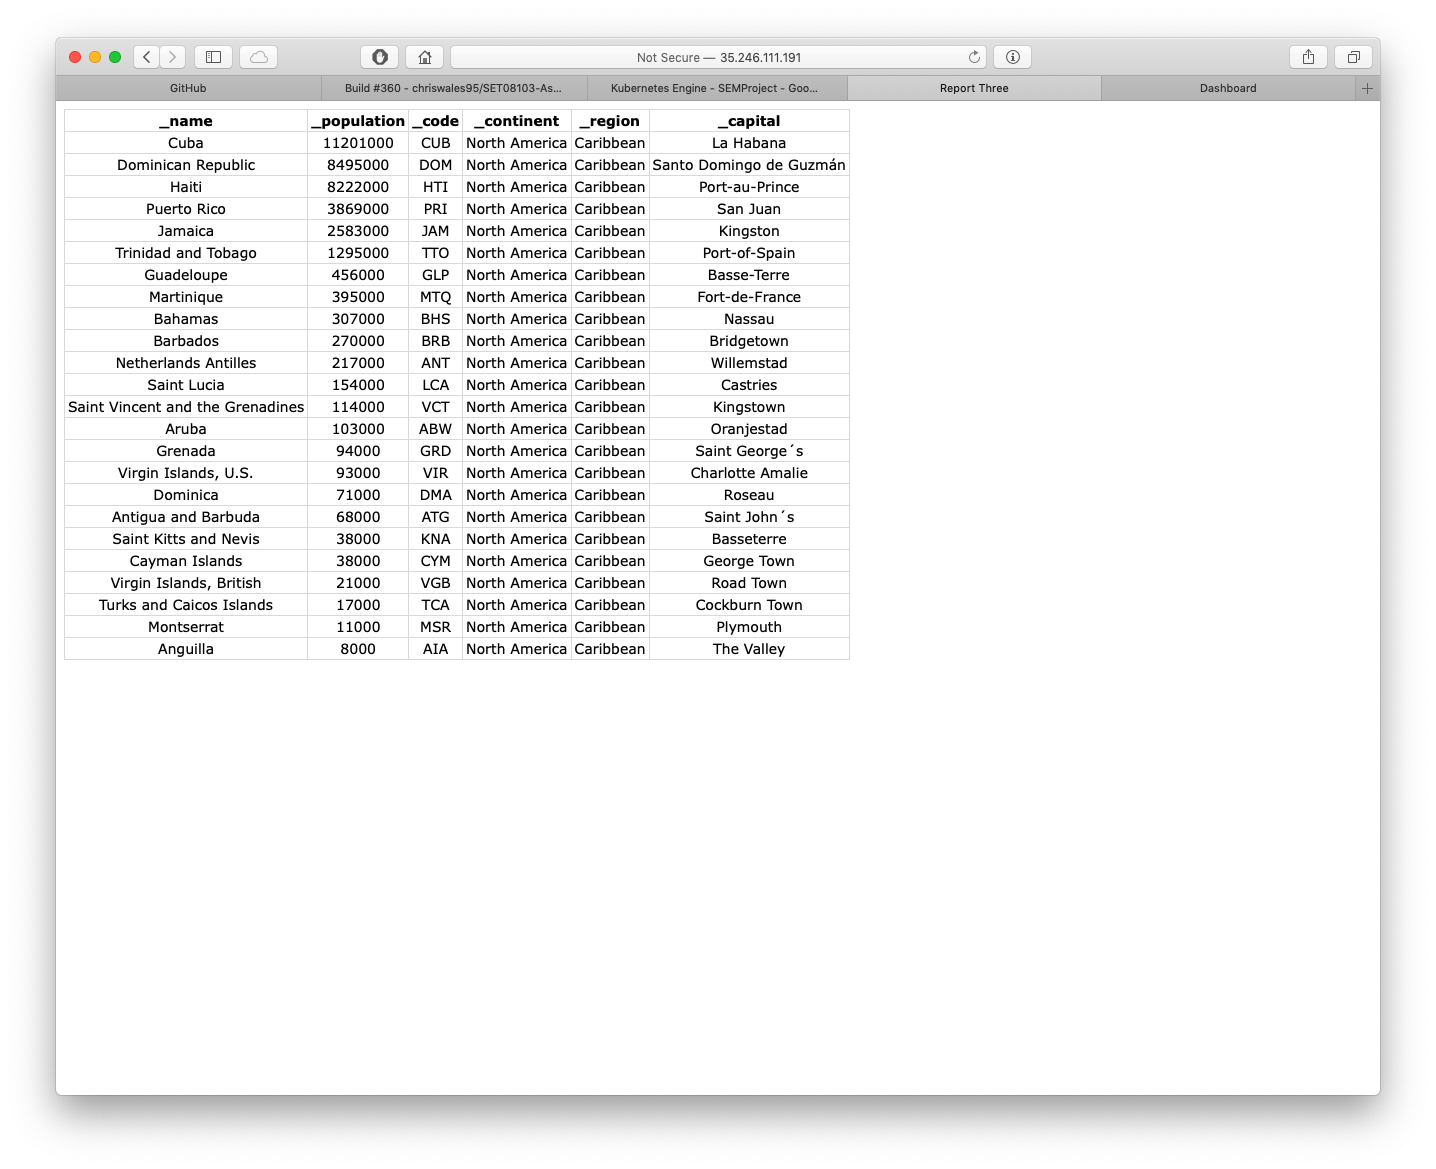 Not Secure — 35.246.111.191
GitHub Build #360 - chriswales95/SET08103-As... Kubernetes Engine - SEMProject - Goo... Report Three Dashboard
_name _population _code _continent _region _capital
Cuba 11201000 CUB North America Caribbean La Habana
Dominican Republic 8495000 DOM North America Caribbean Santo Domingo de Guzmán
Haiti 8222000 HTI North America Caribbean Port-au-Prince
Puerto Rico 3869000 PRI North America Caribbean San Juan
Jamaica 2583000 JAM North America Caribbean Kingston
Trinidad and Tobago 1295000 TTO North America Caribbean Port-of-Spain
Guadeloupe 456000 GLP North America Caribbean Basse-Terre
Martinique 395000 MTQ North America Caribbean Fort-de-France
Bahamas 307000 BHS North America Caribbean Nassau
Barbados 270000 BRB North America Caribbean Bridgetown
Netherlands Antilles 217000 ANT North America Caribbean Willemstad
Saint Lucia 154000 LCA North America Caribbean Castries
Saint Vincent and the Grenadines 114000 VCT North America Caribbean Kingstown
Aruba 103000 ABW North America Caribbean Oranjestad
Grenada 94000 GRD North America Caribbean Saint George´s
Virgin Islands, U.S. 93000 VIR North America Caribbean Charlotte Amalie
Dominica 71000 DMA North America Caribbean Roseau
Antigua and Barbuda 68000 ATG North America Caribbean Saint John´s
Saint Kitts and Nevis 38000 KNA North America Caribbean Basseterre
Cayman Islands 38000 CYM North America Caribbean George Town
Virgin Islands, British 21000 VGB North America Caribbean Road Town
Turks and Caicos Islands 17000 TCA North America Caribbean Cockburn Town
Montserrat 11000 MSR North America Caribbean Plymouth
Anguilla 8000 AIA North America Caribbean The Valley